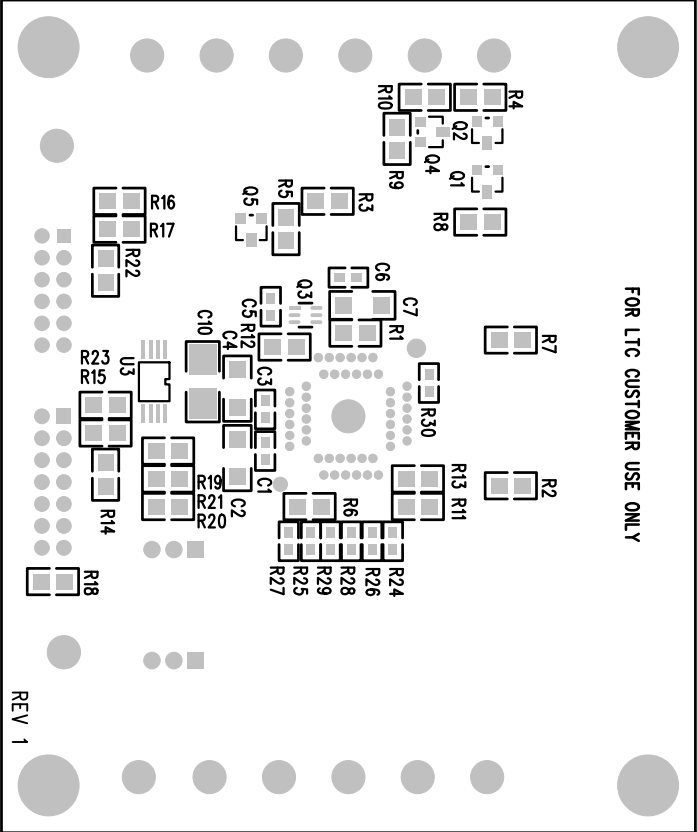 R10
R4
Q2
Q4
Q1
R9
R16
R17
Q5
R5
R3
R8
R22
C6
Q3
C5
C7
C10
R12
R1
C4
FOR LTC CUSTOMER USE ONLY
R7
R23
R15
U3
C3
R30
R19
R21
R20
C2
C1
R13
R11
R2
R14
R6
R18
R27
R25
R29
R28
R26
R24
REV 1